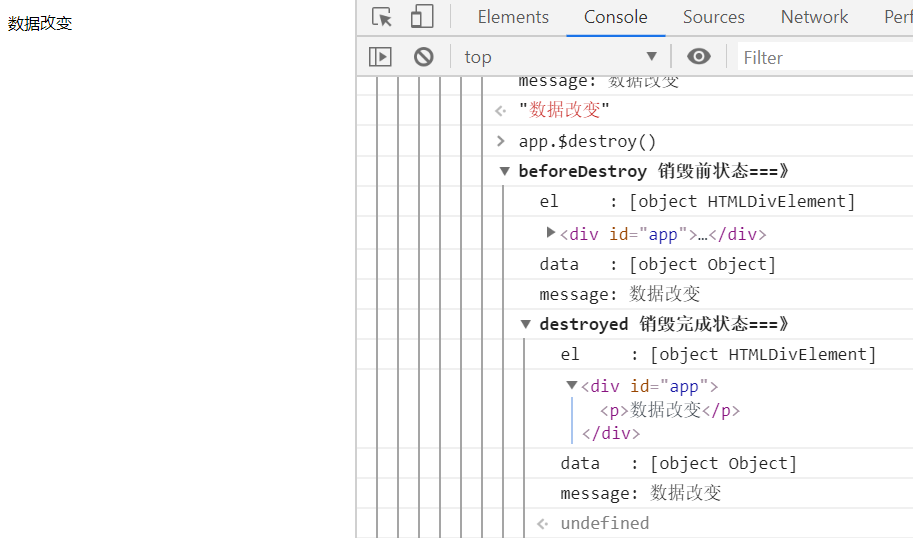 数据改变
Elements Console Sources Network Perf
top Filter
message: 数据改变
"数据改变"
app.$destroy()
beforeDestroy 销毁前状态===》
el : [object HTMLDivElement]
<div id="app">…</div>
data : [object Object]
message: 数据改变
destroyed 销毁完成状态===》
el : [object HTMLDivElement]
<div id="app">
<p>数据改变</p>
</div>
data : [object Object]
message: 数据改变
undefined